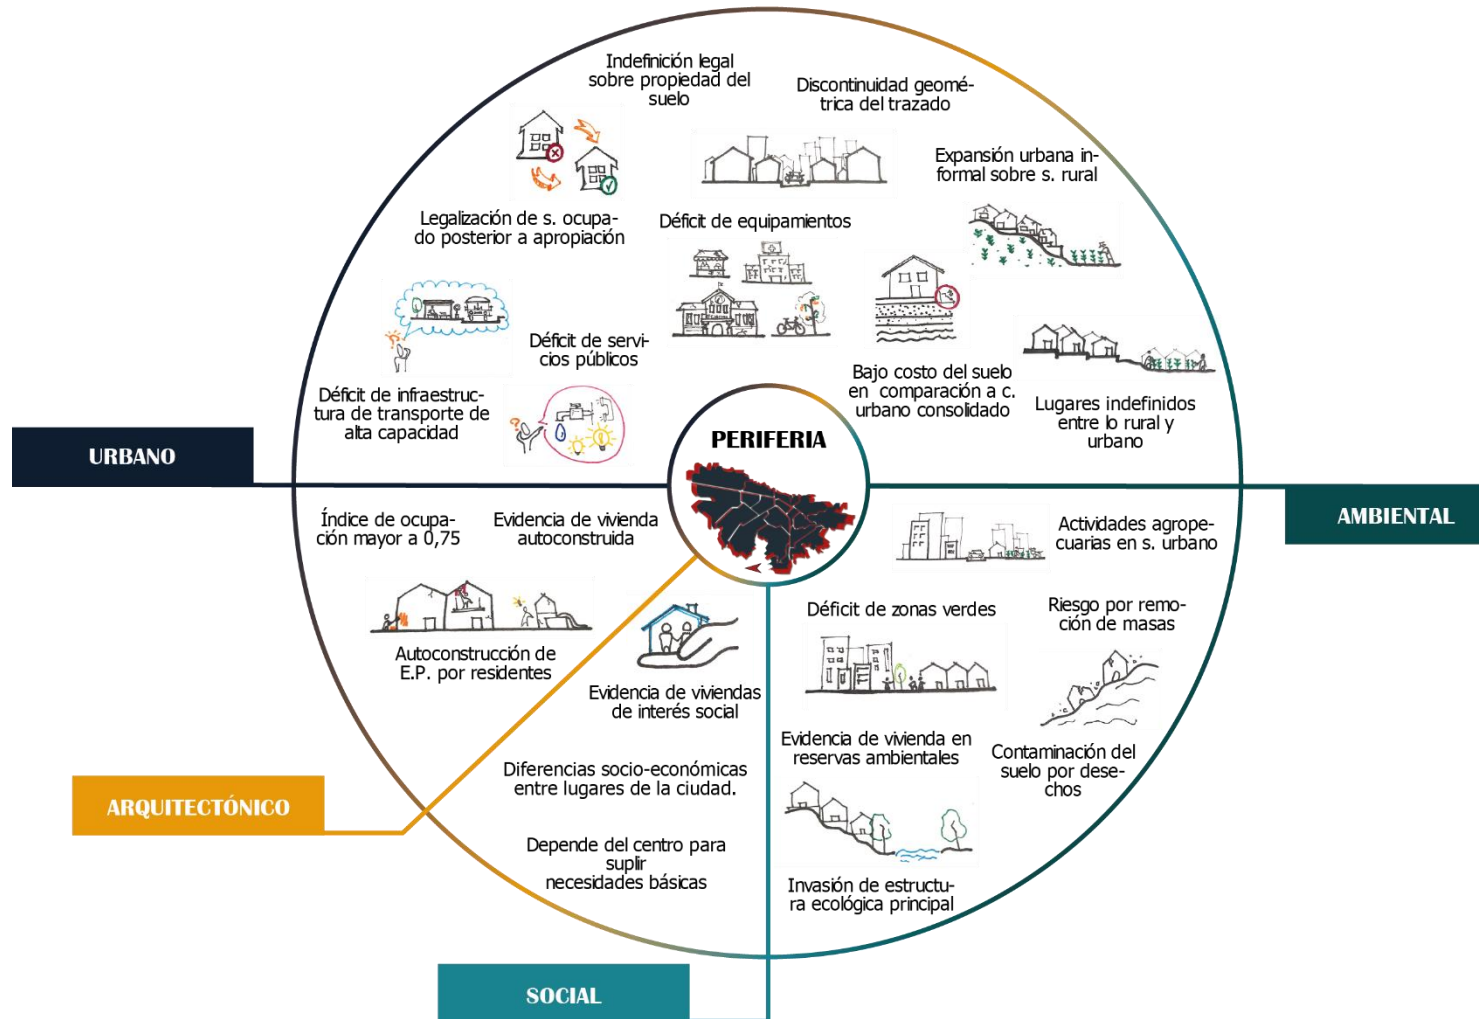 Indefinición legal
sobre propiedad del
suelo
Discontinuidad geomé-
trica del trazado
Expansión urbana in-
formal sobre s. rural
Legalización de s. ocupa-
do posterior a apropiación
Déficit de equipamientos
Déficit de servi-
cios públicos
Déficit de infraestruc-
tura de transporte de
alta capacidad
Bajo costo del suelo
en comparación a c.
urbano consolidado
Lugares indefinidos
entre lo rural y
urbano
PERIFERIA
URBANO
AMBIENTAL
Índice de ocupa-
ción mayor a 0,75
Evidencia de vivienda
autoconstruida
Actividades agrope-
cuarias en s. urbano
Déficit de zonas verdes
Riesgo por remo-
ción de masas
Autoconstrucción de
E.P. por residentes
Evidencia de viviendas
de interés social
Evidencia de vivienda en
reservas ambientales
Contaminación del
suelo por dese-
chos
Diferencias socio-económicas
entre lugares de la ciudad.
ARQUITECTÓNICO
Depende del centro para
suplir
necesidades básicas
Invasión de estructu-
ra ecológica principal
SOCIAL